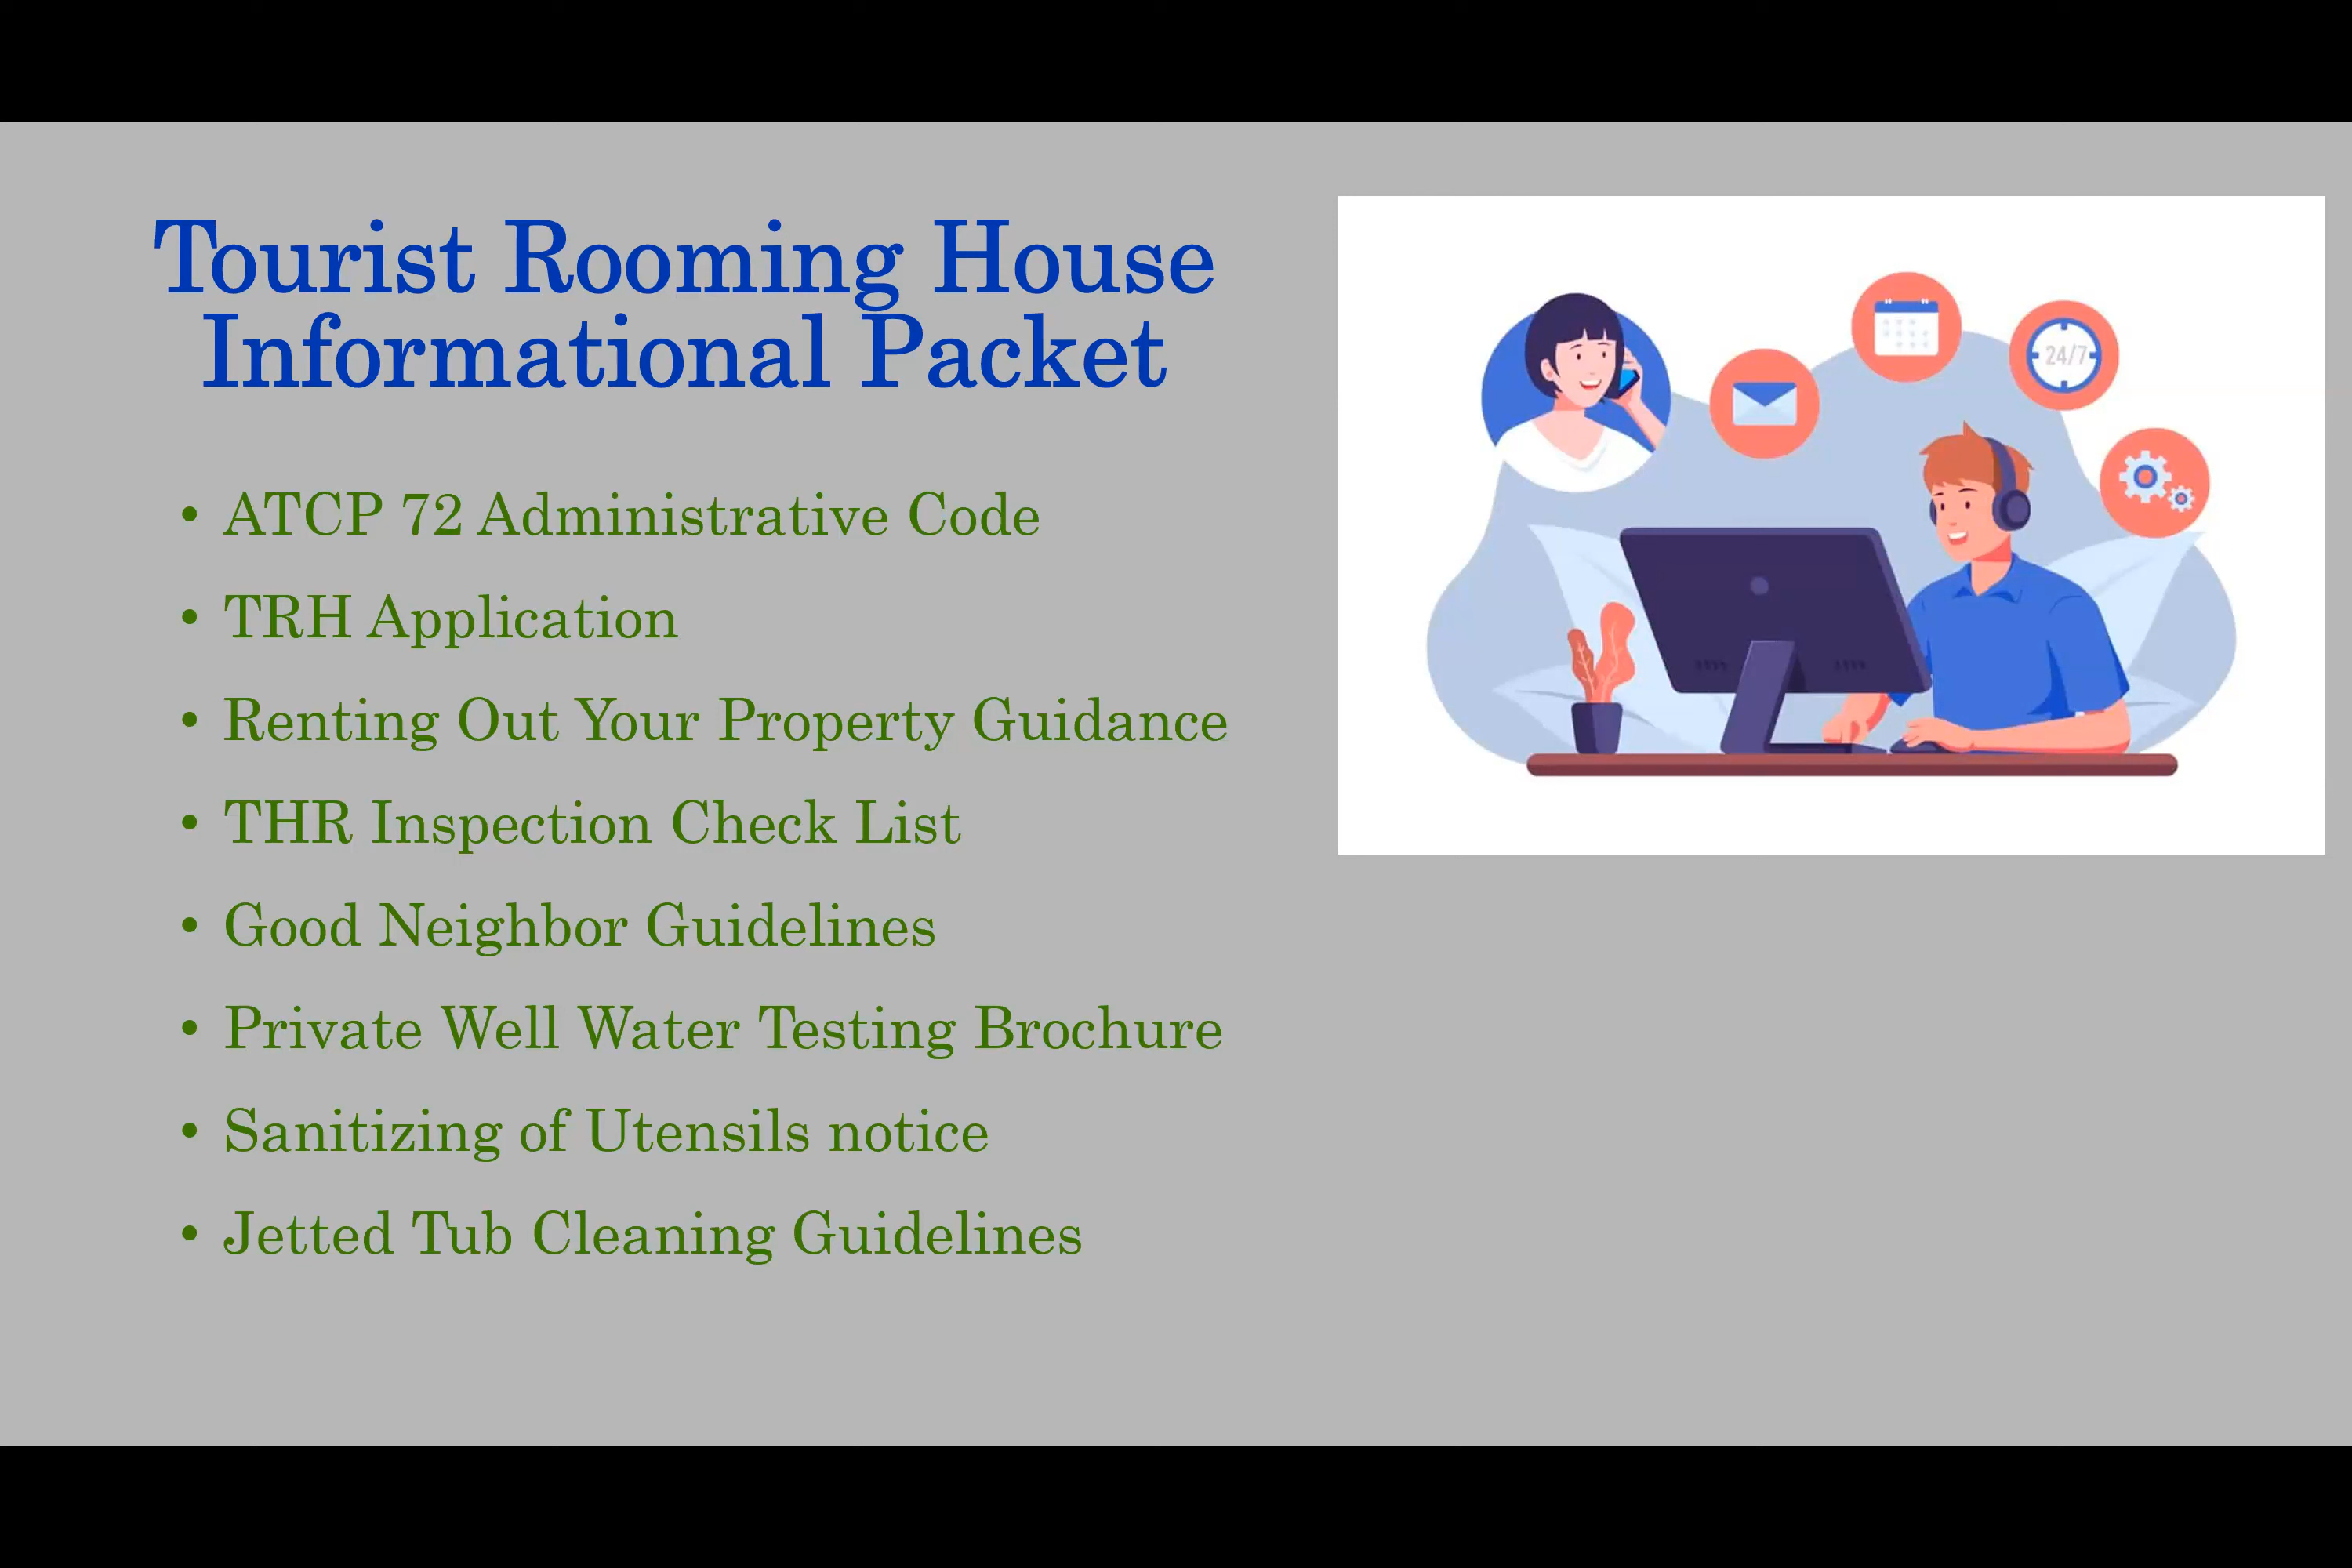 Tourist Rooming House
Informational Packet
• ATCP 72 Administrative Code
• TRH Application
• Renting Out Your Property Guidance
• THR Inspection Check List
• Good Neighbor Guidelines
• Private Well Water Testing Brochure
• Sanitizing of Utensils notice
• Jetted Tub Cleaning Guidelines
24/7